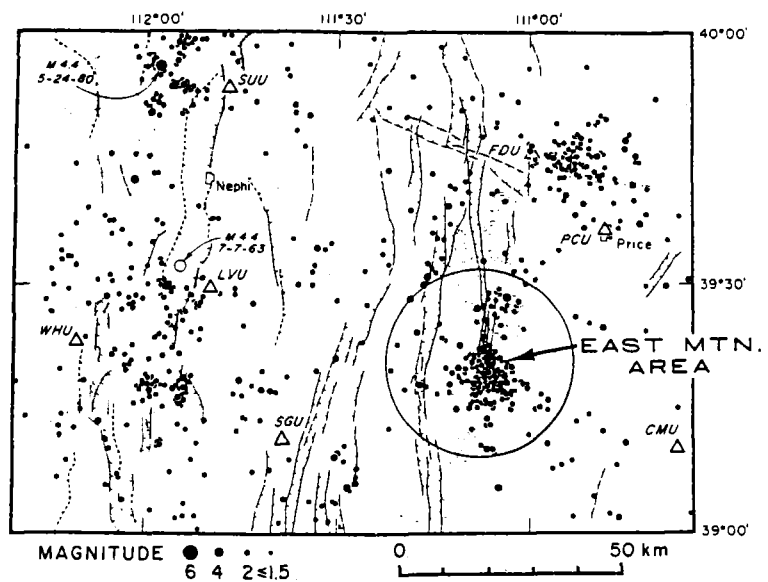 112°00' 111°30' 111°00'
40°00'
M 4.4
5-24-80
SUU
FDU
Nephi
PCU
Price
M 4.4
7-7-63
LVU
39°30'
WHU
EAST MTN.
AREA
SGU
CMU
39°00'
MAGNITUDE
6 4 2 ≤1.5
0 50 km